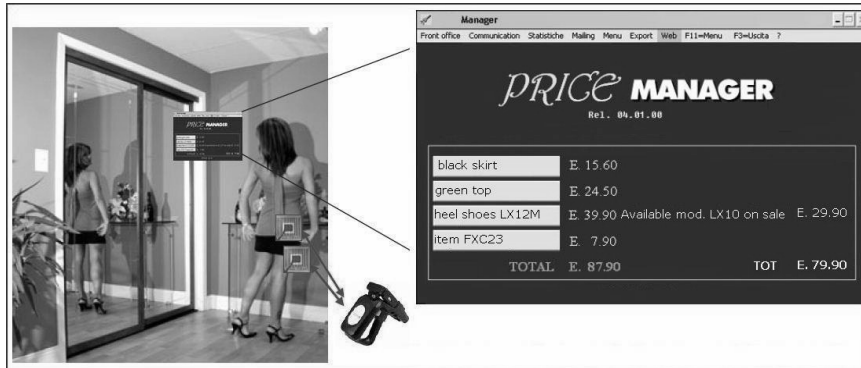 Manager
Front office Communication Statistiche Mailing Menu Export Web F11=Menu F3=Uscita ?
PRICE MANAGER
Rel. 04.01.00
black skirt E. 15.60
green top E. 24.50
heel shoes LX12M E. 39.90 Available mod. LX10 on sale E. 29.90
item FXC23 E. 7.90
TOTAL E. 87.90 TOT E. 79.90